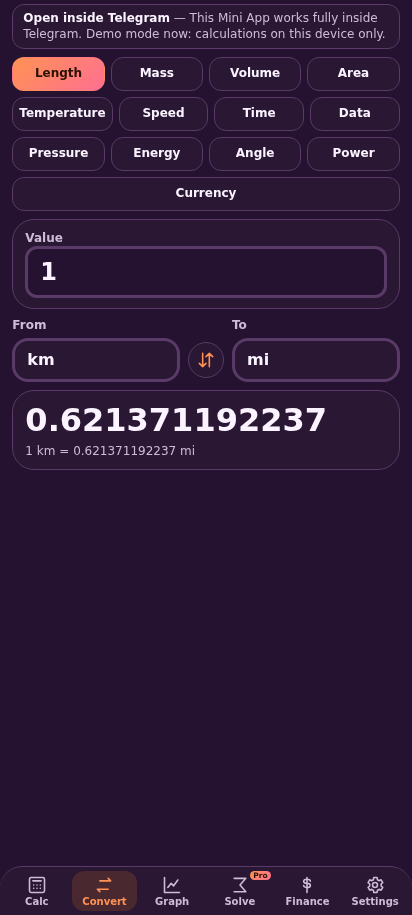 Open inside Telegram — This Mini App works fully inside
Telegram. Demo mode now: calculations on this device only.
Length Mass Volume Area
Temperature Speed Time Data
Pressure Energy Angle Power
Currency
Value
1
From To
km mi
0.621371192237
1 km = 0.621371192237 mi
Pro
Calc Convert Graph Solve Finance Settings